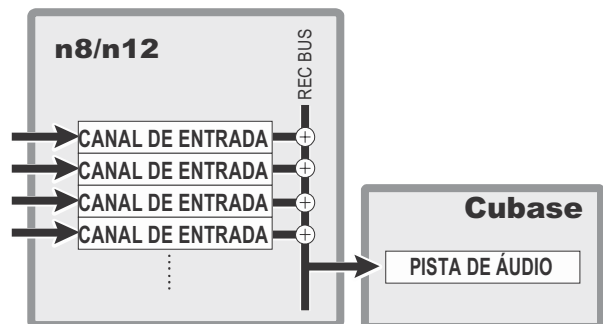 n8/n12
REC BUS
CANAL DE ENTRADA
CANAL DE ENTRADA
CANAL DE ENTRADA
CANAL DE ENTRADA
Cubase
PISTA DE ÁUDIO